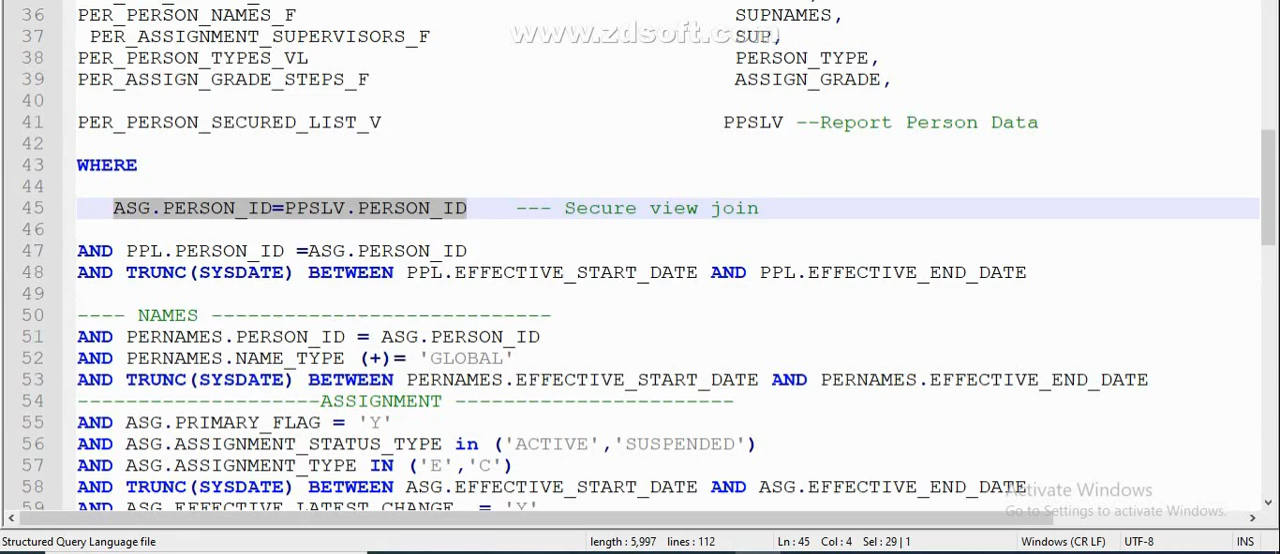 36 PER_PERSON_NAMES_F SUPNAMES,
www.zdsoft.com
37 PER_ASSIGNMENT_SUPERVISORS_F SUP,
38 PER_PERSON_TYPES_VL PERSON_TYPE,
39 PER_ASSIGN_GRADE_STEPS_F ASSIGN_GRADE,
40
41 PER_PERSON_SECURED_LIST_V PPSLV --Report Person Data
42
43 WHERE
44
45 ASG.PERSON_ID=PPSLV.PERSON_ID --- Secure view join
46
47 AND PPL.PERSON_ID =ASG.PERSON_ID
48 AND TRUNC(SYSDATE) BETWEEN PPL.EFFECTIVE_START_DATE AND PPL.EFFECTIVE_END_DATE
49
50 ---- NAMES ----------------------------
51 AND PERNAMES.PERSON_ID = ASG.PERSON_ID
52 AND PERNAMES.NAME_TYPE (+)= 'GLOBAL'
53 AND TRUNC(SYSDATE) BETWEEN PERNAMES.EFFECTIVE_START_DATE AND PERNAMES.EFFECTIVE_END_DATE
54 --------------------ASSIGNMENT -----------------------
55 AND ASG.PRIMARY_FLAG = 'Y'
56 AND ASG.ASSIGNMENT_STATUS_TYPE in ('ACTIVE','SUSPENDED')
57 AND ASG.ASSIGNMENT_TYPE IN ('E','C')
58 AND TRUNC(SYSDATE) BETWEEN ASG.EFFECTIVE_START_DATE AND ASG.EFFECTIVE_END_DATE
Activate Windows
59 AND ASG.EFFECTIVE_LATEST_CHANGE = 'Y'
Go to Settings to activate Windows.
Structured Query Language file length : 5,997 lines : 112 Ln : 45 Col : 4 Sel : 29 | 1 Windows (CR LF) UTF-8 INS